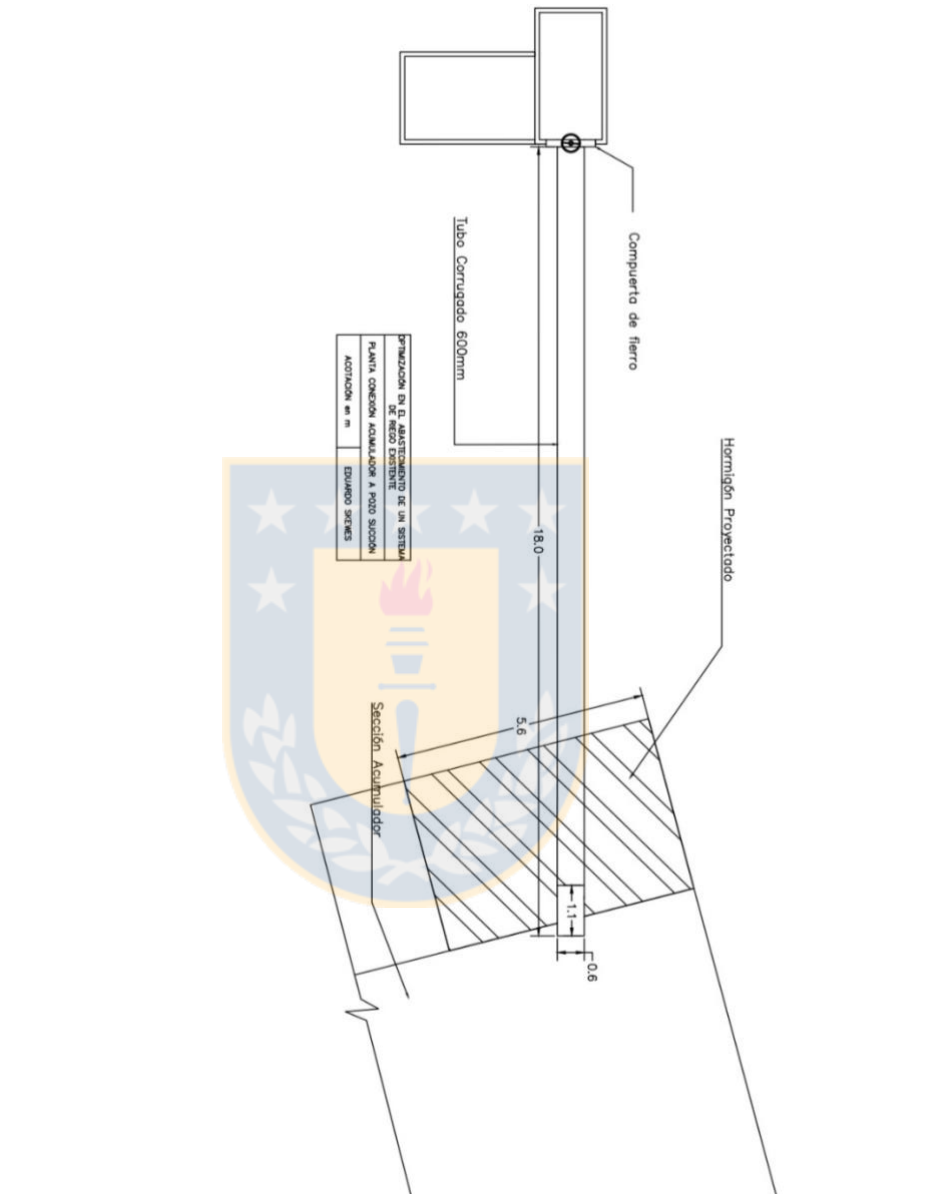 Compuerta de fierro
Tubo Corrugado 600mm
Hormigón Proyectado
18.0
5.6
1.1
0.6
Sección Acumulador
OPTIMIZACIÓN EN EL ABASTECIMIENTO DE UN SISTEMA
DE RIEGO EXISTENTE
PLANTA CONEXIÓN ACUMULADOR A POZO SUCCIÓN
ACOTACIÓN en m
EDUARDO SKEWES